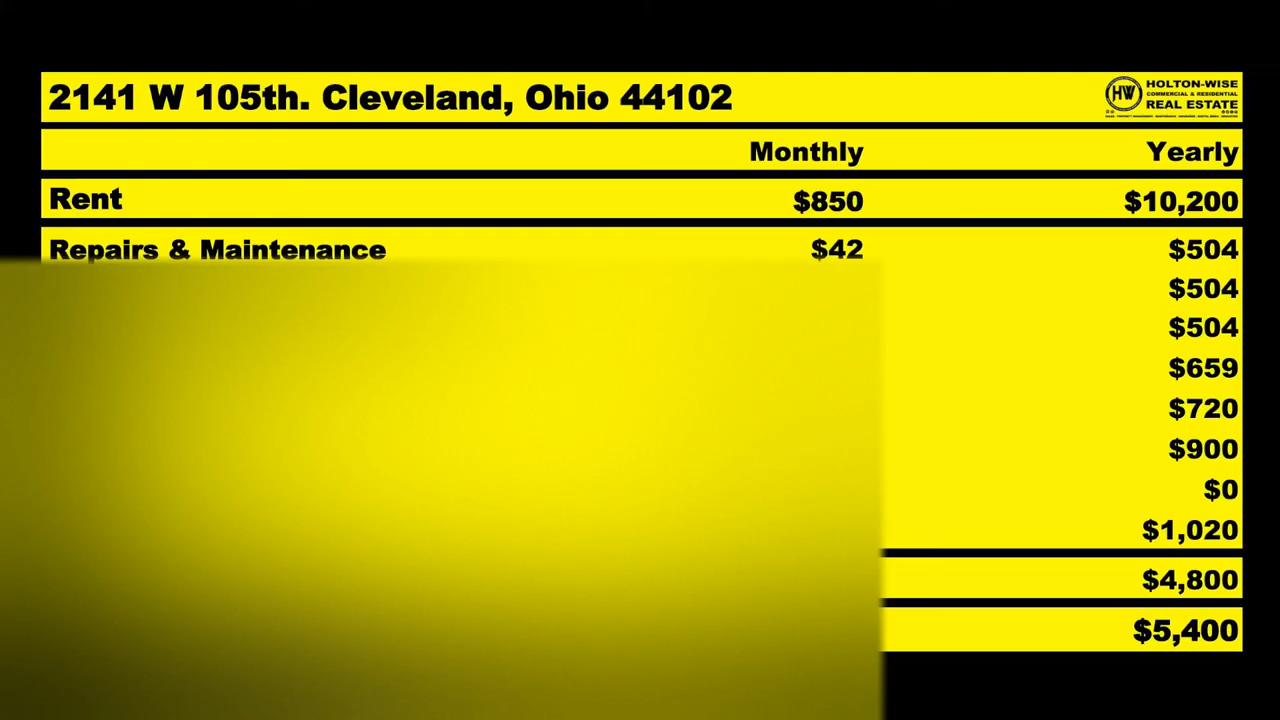 2141 W 105th. Cleveland, Ohio 44102
HW
HOLTON-WISE
COMMERCIAL & RESIDENTIAL
REAL ESTATE
Monthly Yearly
Rent $850 $10,200
Repairs & Maintenance $42 $504
$504
$504
$659
$720
$900
$0
$1,020
$4,800
$5,400